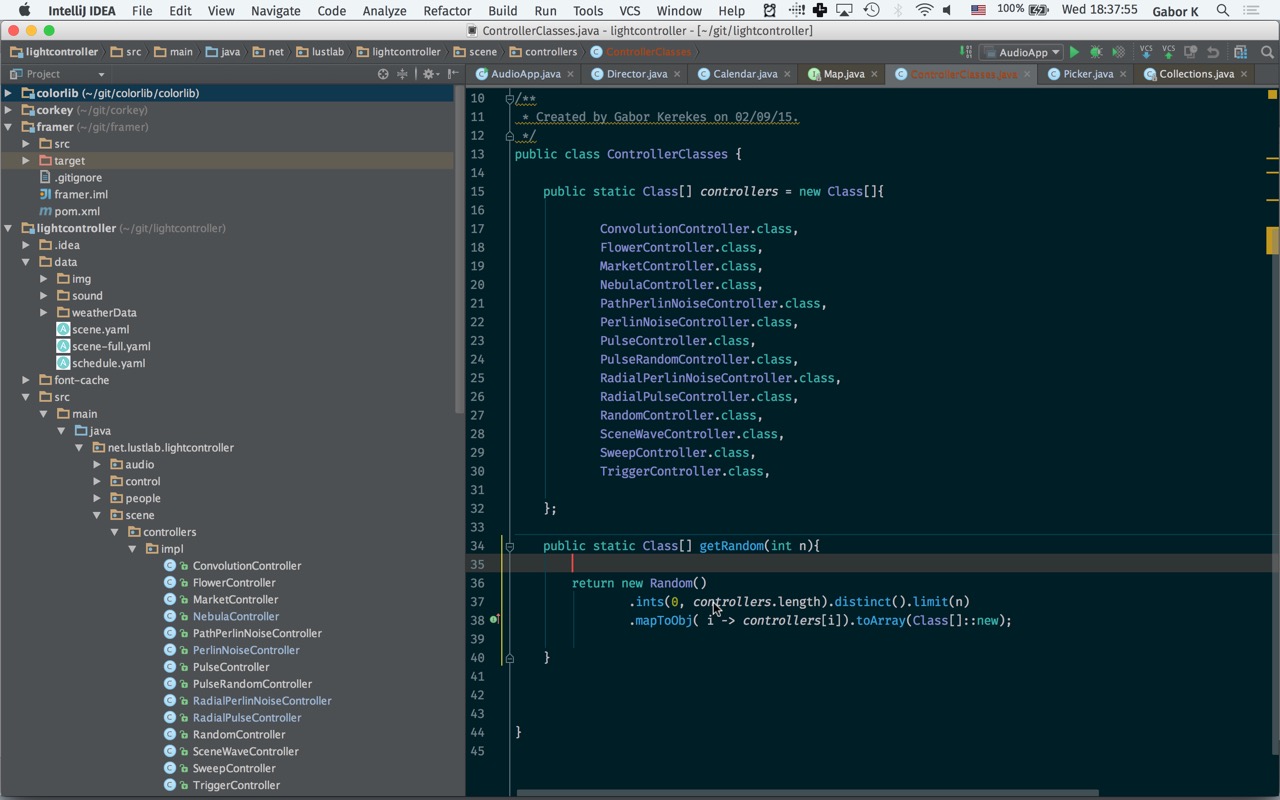 IntelliJ IDEA File Edit View Navigate Code Analyze Refactor Build Run Tools VCS Window Help 100% Wed 18:37:55 Gabor K
ControllerClasses.java - lightcontroller - [~/git/lightcontroller]
lightcontroller src main java net lustlab lightcontroller scene controllers ControllerClasses AudioApp VCS VCS
Project
AudioApp.java Director.java Calendar.java Map.java ControllerClasses.java Picker.java Collections.java
colorlib (~/git/colorlib/colorlib)
corkey (~/git/corkey)
framer (~/git/framer)
src
target
.gitignore
framer.iml
pom.xml
lightcontroller (~/git/lightcontroller)
.idea
data
img
sound
weatherData
scene.yaml
scene-full.yaml
schedule.yaml
font-cache
src
main
java
net.lustlab.lightcontroller
audio
control
people
scene
controllers
impl
ConvolutionController
FlowerController
MarketController
NebulaController
PathPerlinNoiseController
PerlinNoiseController
PulseController
PulseRandomController
RadialPerlinNoiseController
RadialPulseController
RandomController
SceneWaveController
SweepController
TriggerController
10 /**
11 * Created by Gabor Kerekes on 02/09/15.
12 */
13 public class ControllerClasses {
14
15 public static Class[] controllers = new Class[]{
16
17 ConvolutionController.class,
18 FlowerController.class,
19 MarketController.class,
20 NebulaController.class,
21 PathPerlinNoiseController.class,
22 PerlinNoiseController.class,
23 PulseController.class,
24 PulseRandomController.class,
25 RadialPerlinNoiseController.class,
26 RadialPulseController.class,
27 RandomController.class,
28 SceneWaveController.class,
29 SweepController.class,
30 TriggerController.class,
31
32 };
33
34 public static Class[] getRandom(int n){
35
36 return new Random()
37 .ints(0, controllers.length).distinct().limit(n)
38 .mapToObj( i -> controllers[i]).toArray(Class[]::new);
39
40 }
41
42
43
44 }
45